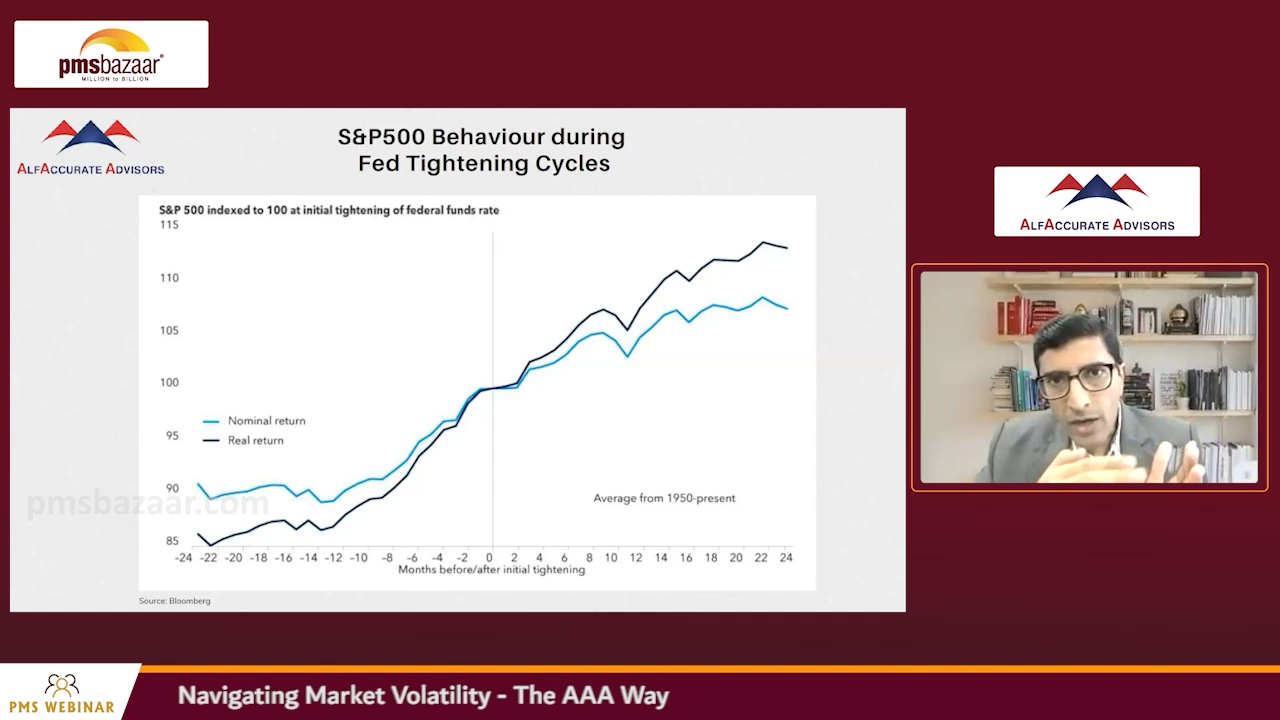 pmsbazaar
MILLION to BILLION
ALFACCURATE ADVISORS
S&P500 Behaviour during
Fed Tightening Cycles
S&P 500 indexed to 100 at initial tightening of federal funds rate
115
110
105
100
95
90
85
Nominal return
Real return
Average from 1950-present
pmsbazaar.com
-24 -22 -20 -18 -16 -14 -12 -10 -8 -6 -4 -2 0 2 4 6 8 10 12 14 16 18 20 22 24
Months before/after initial tightening
Source: Bloomberg
ALFACCURATE ADVISORS
PMS WEBINAR
Navigating Market Volatility - The AAA Way